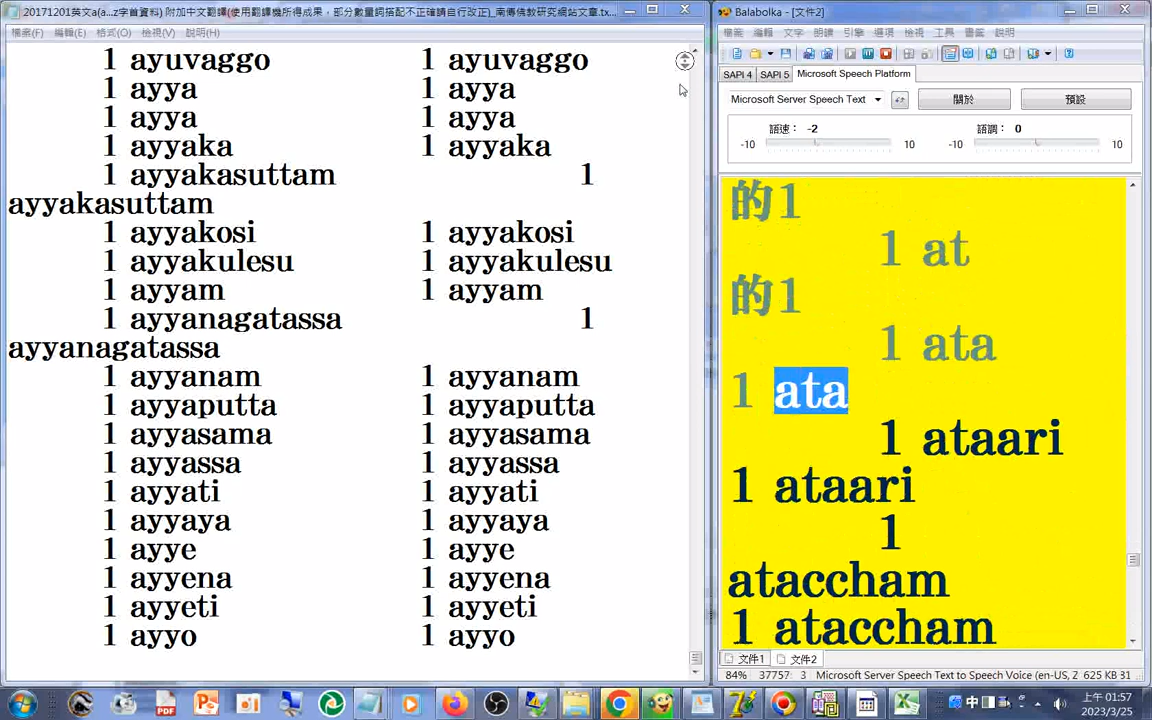 20171201英文a(a...z字首資料) 附加中文翻譯(使用翻譯機所得成果，部分數量詞搭配不正確請自行改正)_南傳佛教研究網站文章.tx...
檔案(F) 編輯(E) 格式(O) 檢視(V) 說明(H)
1 ayuvaggo 1 ayuvaggo
1 ayya 1 ayya
1 ayya 1 ayya
1 ayyaka 1 ayyaka
1 ayyakasuttam 1
ayyakasuttam
1 ayyakosi 1 ayyakosi
1 ayyakulesu 1 ayyakulesu
1 ayyam 1 ayyam
1 ayyanagatassa 1
ayyanagatassa
1 ayyanam 1 ayyanam
1 ayyaputta 1 ayyaputta
1 ayyasama 1 ayyasama
1 ayyassa 1 ayyassa
1 ayyati 1 ayyati
1 ayyaya 1 ayyaya
1 ayye 1 ayye
1 ayyena 1 ayyena
1 ayyeti 1 ayyeti
1 ayyo 1 ayyo
Balabolka - [文件2]
檔案 編輯 文字 朗讀 引擎 選項 檢視 工具 書籤 說明
SAPI 4 SAPI 5 Microsoft Speech Platform
Microsoft Server Speech Text 關於 預設
語速： -2 語調： 0
-10 10 -10 10
的1
1 at
的1
1 ata
1 ata
1 ataari
1 ataari
1
ataccham
1 ataccham
文件1 文件2
84% 37757: 3 Microsoft Server Speech Text to Speech Voice (en-US, Z 625 KB 31
中
上午 01:57
2023/3/25